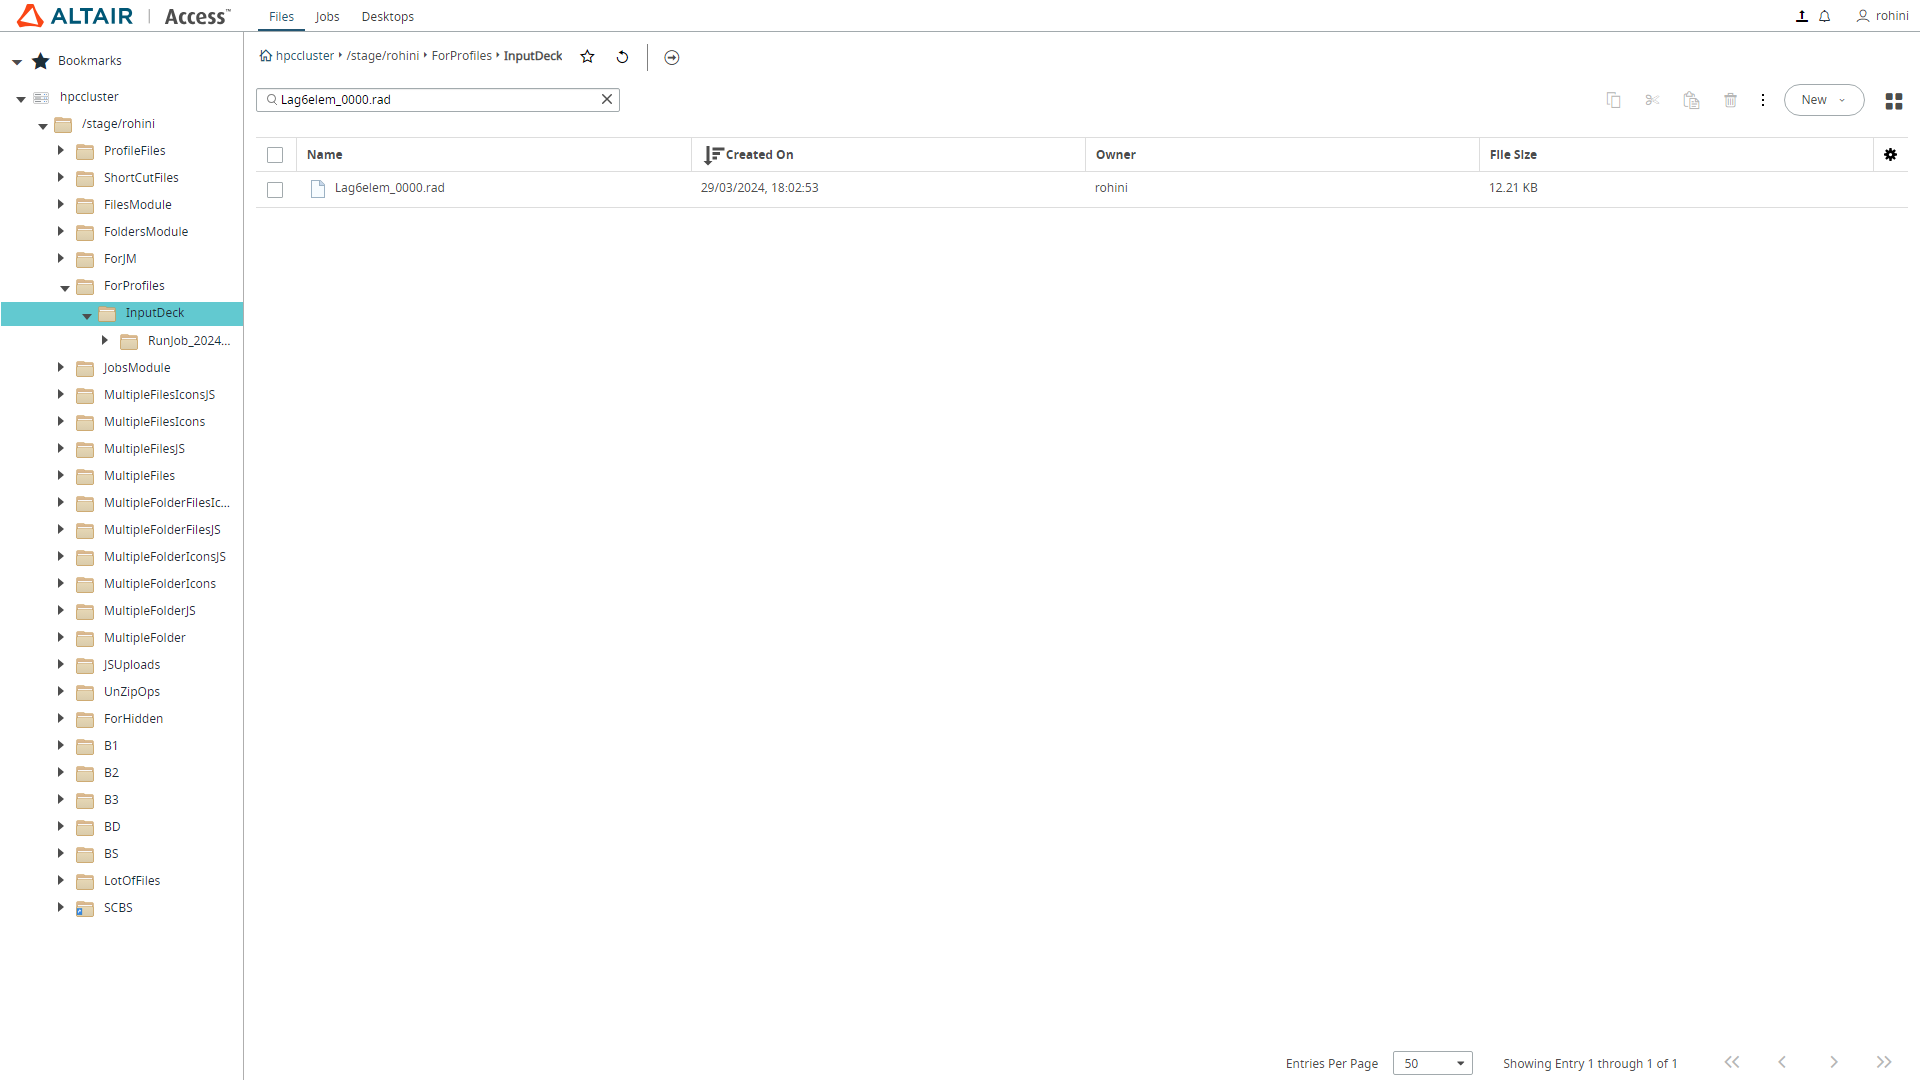 ALTAIR | Access™ Files Jobs Desktops rohini
Bookmarks
hpccluster
/stage/rohini
ProfileFiles
ShortCutFiles
FilesModule
FoldersModule
ForJM
ForProfiles
InputDeck
RunJob_2024...
JobsModule
MultipleFilesIconsJS
MultipleFilesIcons
MultipleFilesJS
MultipleFiles
MultipleFolderFilesIc...
MultipleFolderFilesJS
MultipleFolderIconsJS
MultipleFolderIcons
MultipleFolderJS
MultipleFolder
JSUploads
UnZipOps
ForHidden
B1
B2
B3
BD
BS
LotOfFiles
SCBS
hpccluster /stage/rohini ForProfiles InputDeck
Lag6elem_0000.rad
New
Name Created On Owner File Size
Lag6elem_0000.rad 29/03/2024, 18:02:53 rohini 12.21 KB
Entries Per Page 50 Showing Entry 1 through 1 of 1